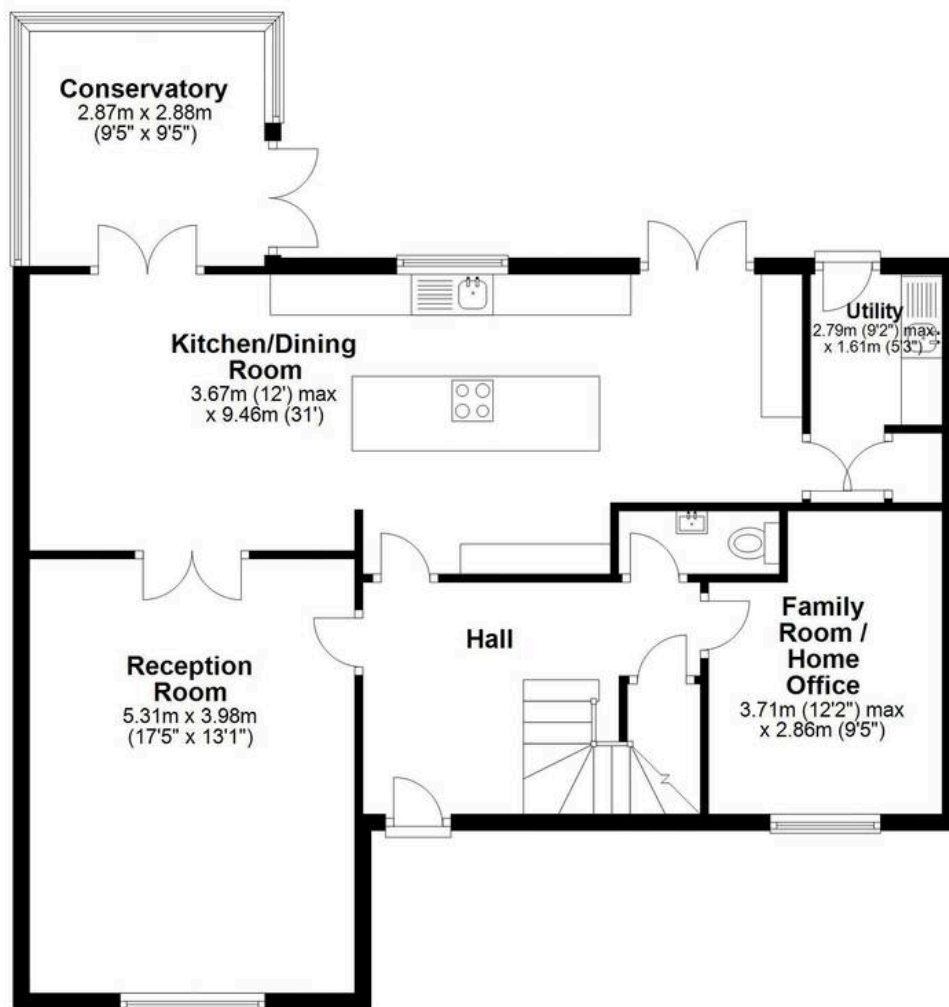 Conservatory
2.87m x 2.88m
(9'5" x 9'5")
Kitchen/Dining
Room
3.67m (12') max
x 9.46m (31')
Utility
2.79m (9'2") max
x 1.61m (5'3")
Reception
Room
5.31m x 3.98m
(17'5" x 13'1")
Hall
Family
Room /
Home
Office
3.71m (12'2") max
x 2.86m (9'5")